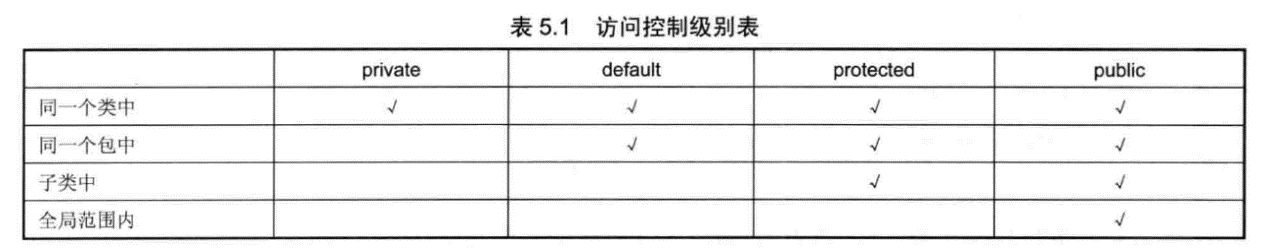 表 5.1 访问控制级别表
private default protected public
同一个类中 √ √ √ √
同一个包中 √ √ √
子类中 √ √
全局范围内 √